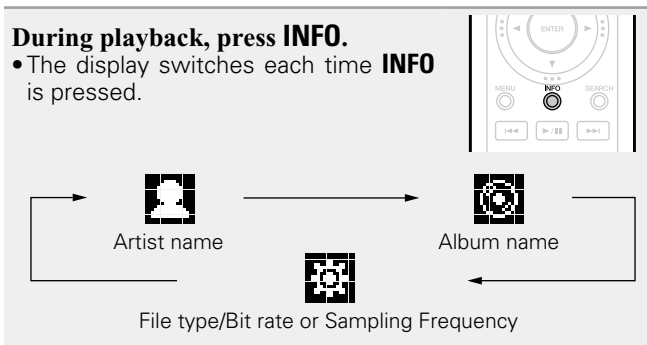 During playback, press INFO.
• The display switches each time INFO
is pressed.
ENTER
MENU INFO SEARCH
Artist name
Album name
File type/Bit rate or Sampling Frequency